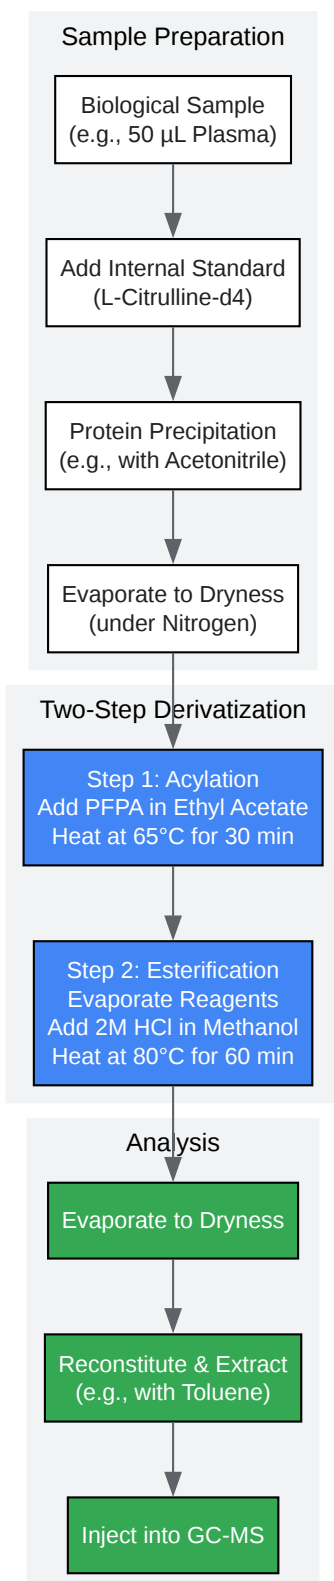 Sample Preparation
Biological Sample
(e.g., 50 µL Plasma)
Add Internal Standard
(L-Citrulline-d4)
Protein Precipitation
(e.g., with Acetonitrile)
Evaporate to Dryness
(under Nitrogen)
Two-Step Derivatization
Step 1: Acylation
Add PFPA in Ethyl Acetate
Heat at 65°C for 30 min
Step 2: Esterification
Evaporate Reagents
Add 2M HCl in Methanol
Heat at 80°C for 60 min
Analysis
Evaporate to Dryness
Reconstitute & Extract
(e.g., with Toluene)
Inject into GC-MS